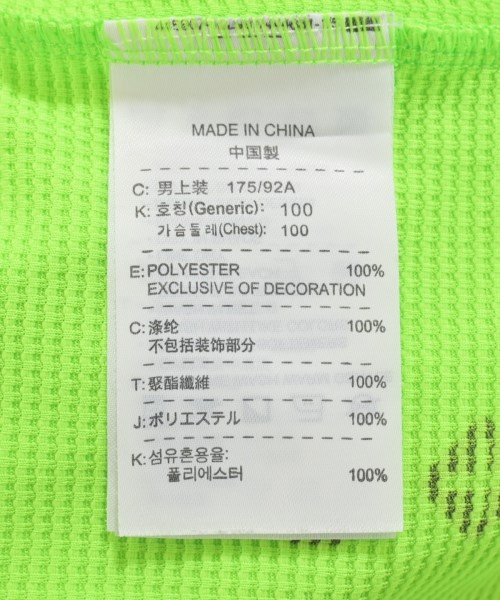 MADE IN CHINA
中国製
C: 男上装 175/92A
K: 호칭(Generic): 100
가슴둘레(Chest): 100
E: POLYESTER 100%
EXCLUSIVE OF DECORATION
C: 涤纶 100%
不包括装饰部分
T: 聚酯纖維 100%
J: ポリエステル 100%
K: 섬유혼용율:
폴리에스터 100%